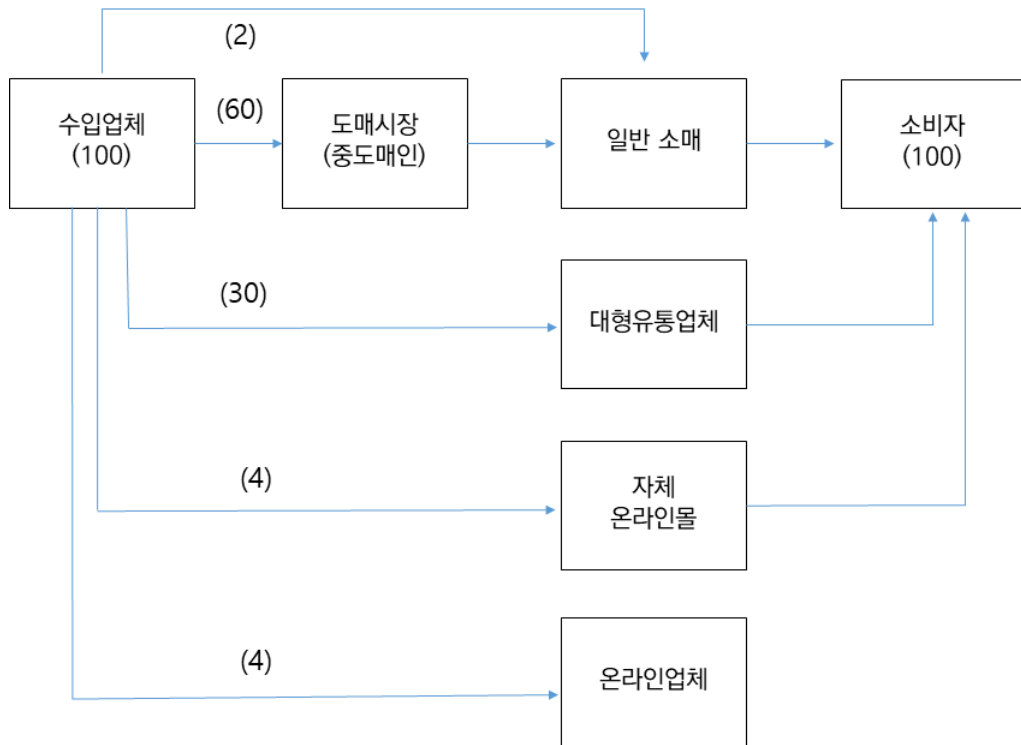 (2)
수입업체
(100)
(60)
도매시장
(중도매인)
일반 소매
소비자
(100)
(30)
대형유통업체
(4)
자체
온라인몰
(4)
온라인업체